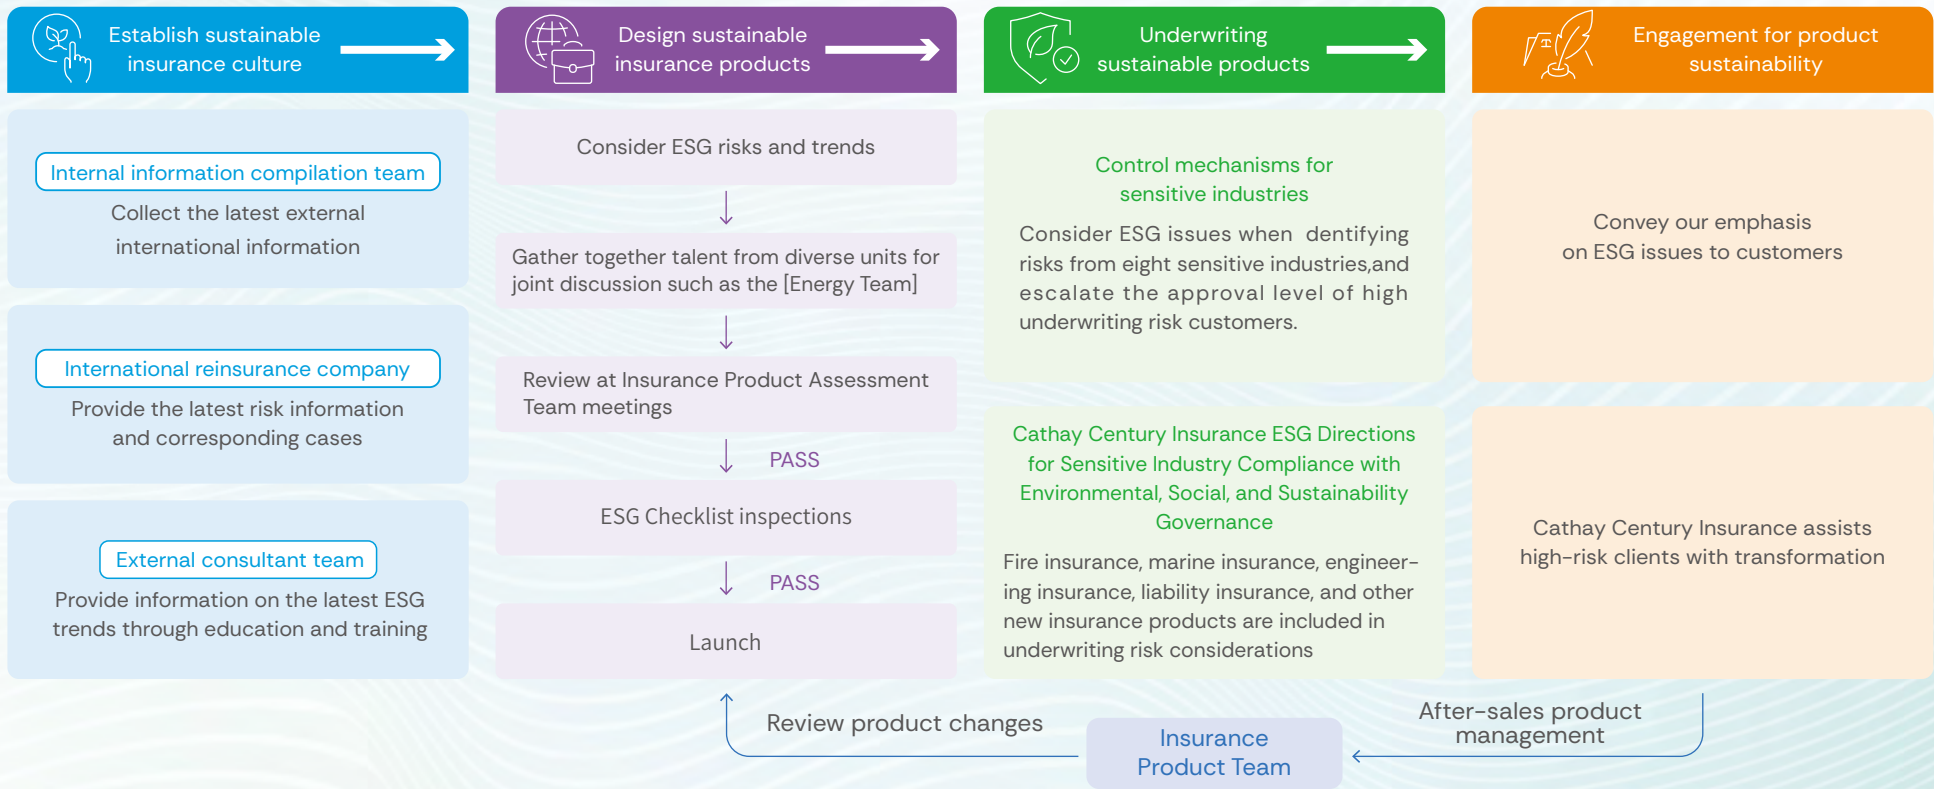 Establish sustainable
insurance culture
Internal information compilation team
Collect the latest external
international information
International reinsurance company
Provide the latest risk information
and corresponding cases
External consultant team
Provide information on the latest ESG
trends through education and training
Design sustainable
insurance products
Consider ESG risks and trends
Gather together talent from diverse units for
joint discussion such as the [Energy Team]
Review at Insurance Product Assessment
Team meetings
PASS
ESG Checklist inspections
PASS
Launch
Underwriting
sustainable products
Control mechanisms for
sensitive industries
Consider ESG issues when dentifying
risks from eight sensitive industries,and
escalate the approval level of high
underwriting risk customers.
Cathay Century Insurance ESG Directions
for Sensitive Industry Compliance with
Environmental, Social, and Sustainability
Governance
Fire insurance, marine insurance, engineer-
ing insurance, liability insurance, and other
new insurance products are included in
underwriting risk considerations
Engagement for product
sustainability
Convey our emphasis
on ESG issues to customers
Cathay Century Insurance assists
high-risk clients with transformation
After-sales product
management
Insurance
Product Team
Review product changes